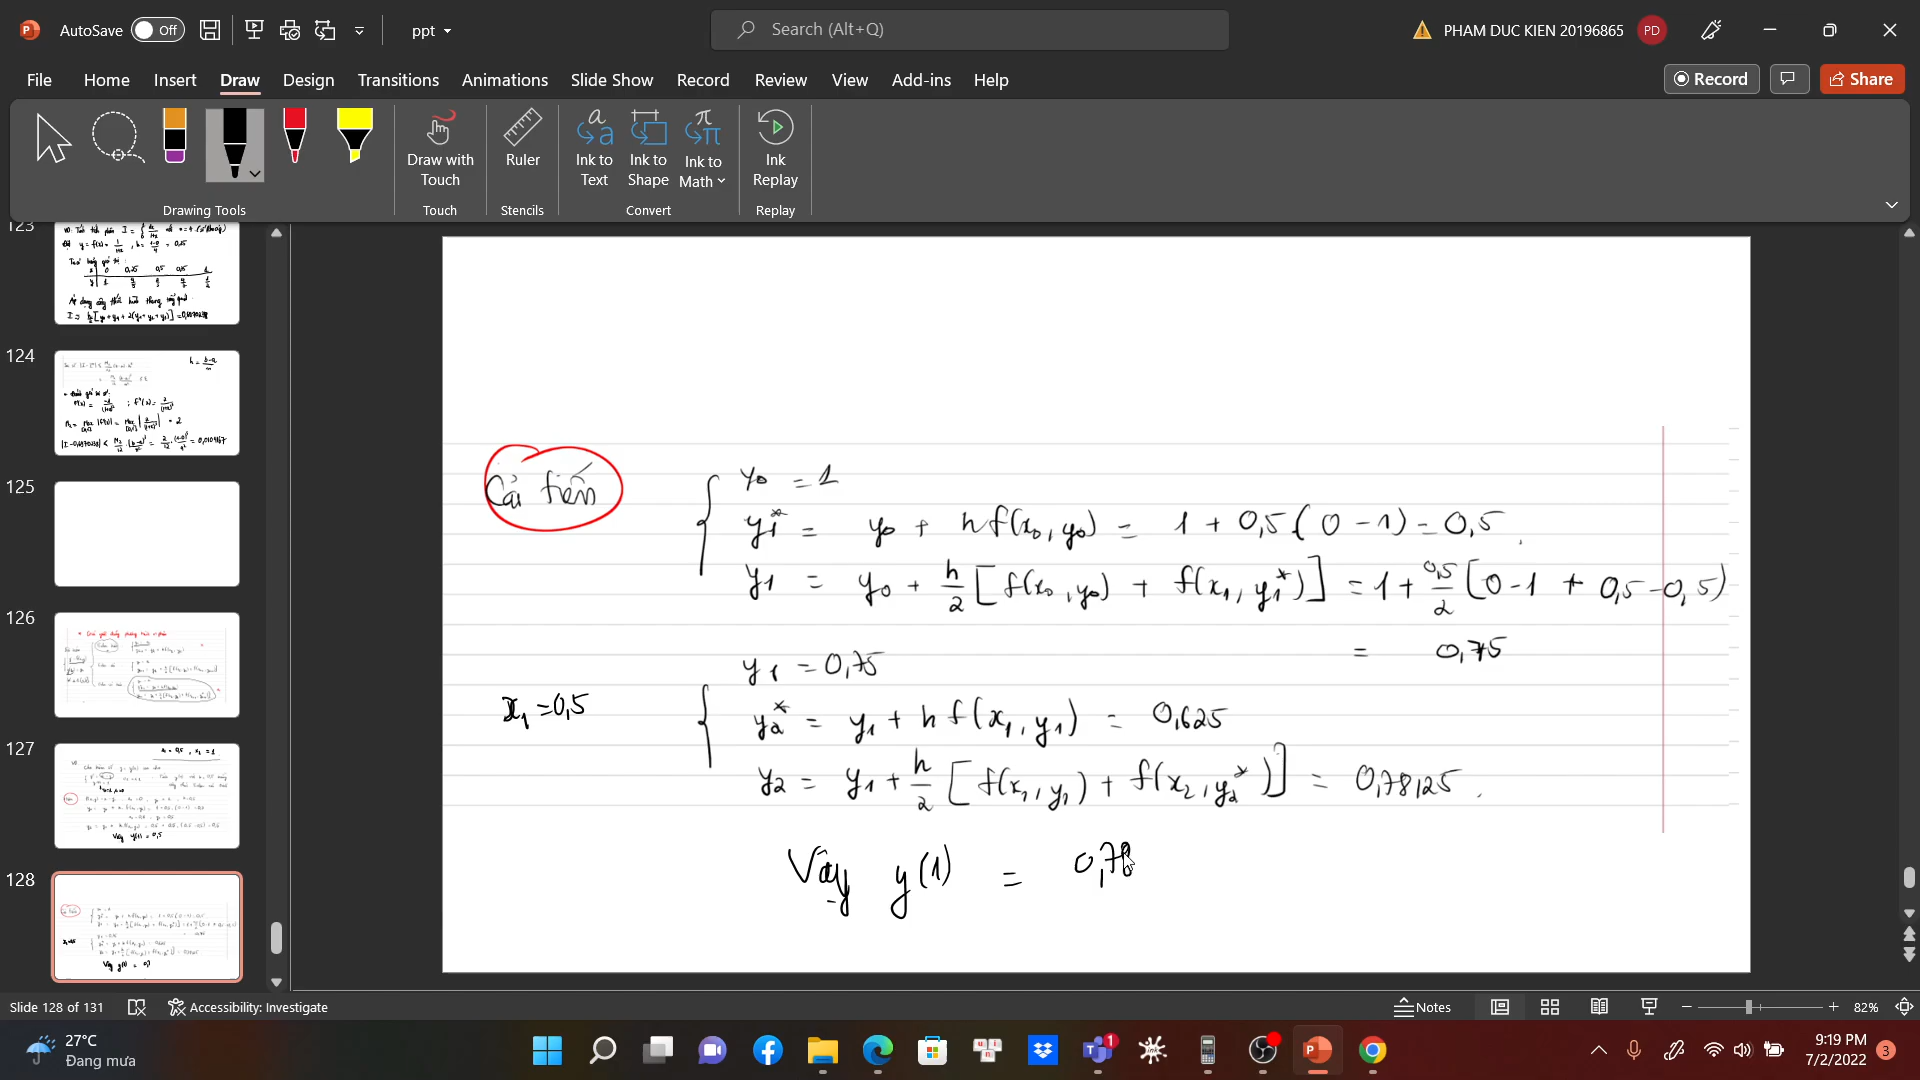 AutoSave Off ppt Search (Alt+Q) PHAM DUC KIEN 20196865 PD
File Home Insert Draw Design Transitions Animations Slide Show Record Review View Add-ins Help Record Share
Draw with Touch
Ruler
Ink to Text
Ink to Shape
Ink to Math
Ink Replay
Drawing Tools Touch Stencils Convert Replay
123
124
125
126
127
128
Cải tiến
y₀ = 1
y₁* = y₀ + hf(x₀, y₀) = 1 + 0,5(0 - 1) = 0,5
y₁ = y₀ + h/2 [f(x₀, y₀) + f(x₁, y₁*)] = 1 + 0,5/2 (0 - 1 + 0,5 - 0,5)
= 0,75
y₁ = 0,75
x₁ = 0,5
y₂* = y₁ + hf(x₁, y₁) = 0,625
y₂ = y₁ + h/2 [f(x₁, y₁) + f(x₂, y₂*)] = 0,78125
Vậy y(1) = 0,78
Slide 128 of 131 Accessibility: Investigate Notes 82%
27°C
Đang mưa
1
9:19 PM
7/2/2022
3